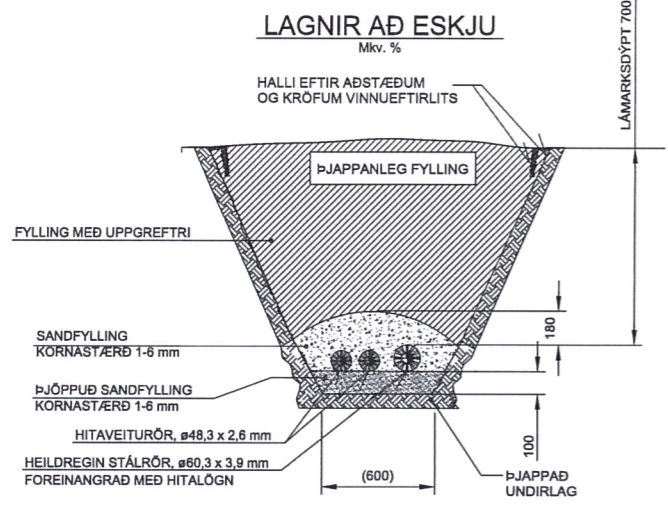 LAGNIR AÐ ESKJU
Mkv. %
HALLI EFTIR AÐSTÆÐUM
OG KRÖFUM VINNUEFTIRLITS
LÁMARKSDÝPT 700
ÞJAPPANLEG FYLLING
FYLLING MEÐ UPPGREFTRI
180
SANDFYLLING
KORNASTÆRÐ 1-6 mm
ÞJÖPPUÐ SANDFYLLING
KORNASTÆRÐ 1-6 mm
HITAVEITURÖR, ø48,3 x 2,6 mm
100
HEILDREGIN STÁLRÖR, ø60,3 x 3,9 mm
FOREINANGRAÐ MEÐ HITALÖGN
(600)
ÞJAPPAÐ
UNDIRLAG